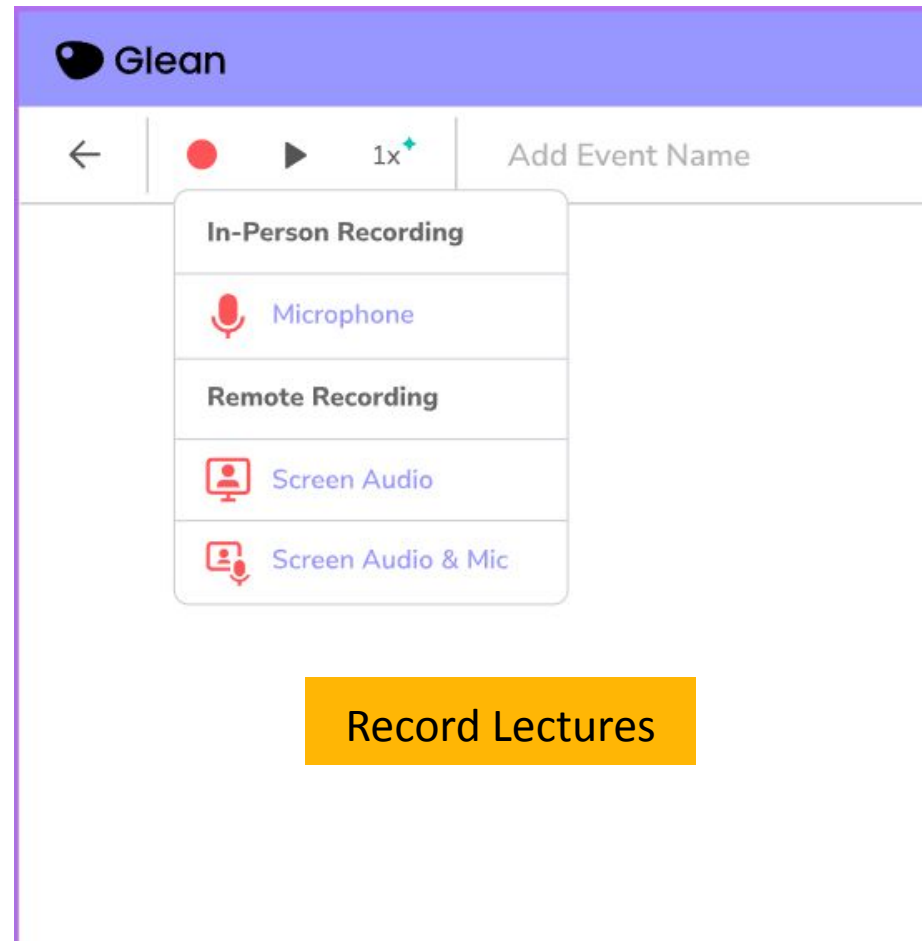 Glean
1x
Add Event Name
In-Person Recording
Microphone
Remote Recording
Screen Audio
Screen Audio & Mic
Record Lectures